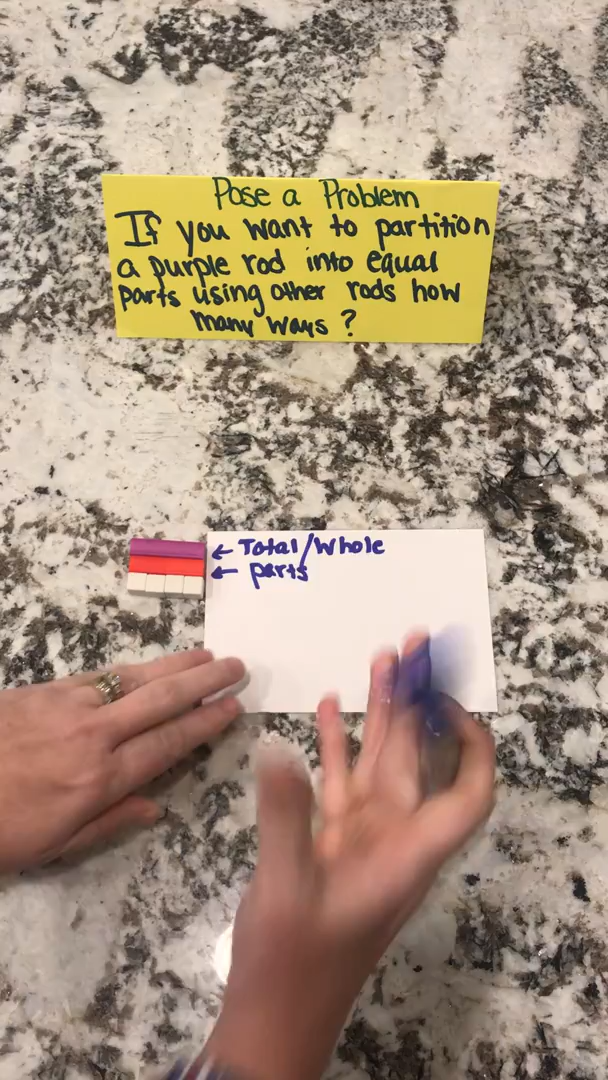 Pose a Problem
If you want to partition
a purple rod into equal
parts using other rods how
many ways ?
← Total/Whole
← parts